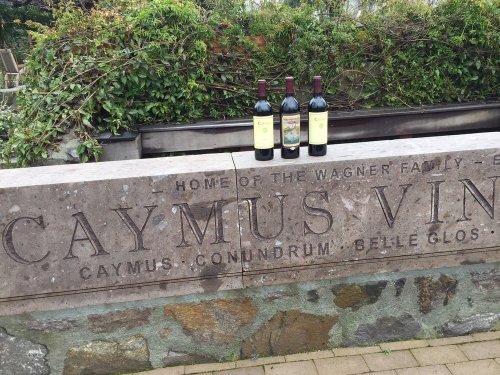 HOME OF THE WAGNER FAMILY – E
CAYMUS VIN
CAYMUS · CONUNDRUM · BELLE GLOS ·